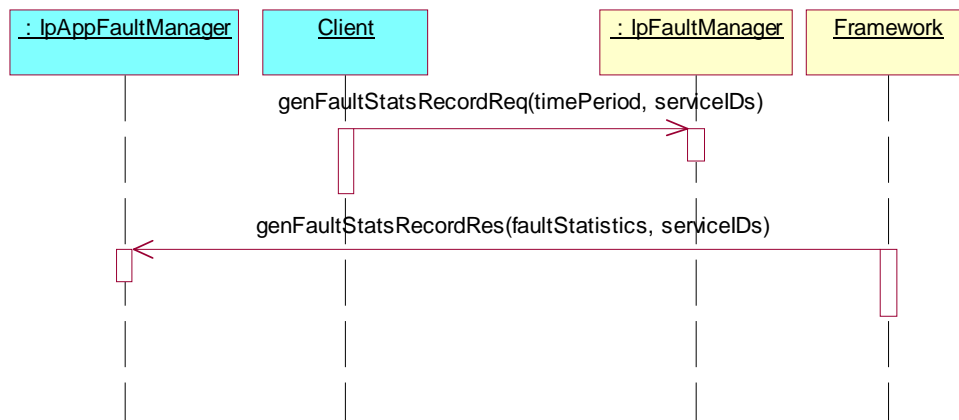 : IpAppFaultManager
Client
: IpFaultManager
Framework
genFaultStatsRecordReq(timePeriod, serviceIDs)
genFaultStatsRecordRes(faultStatistics, serviceIDs)